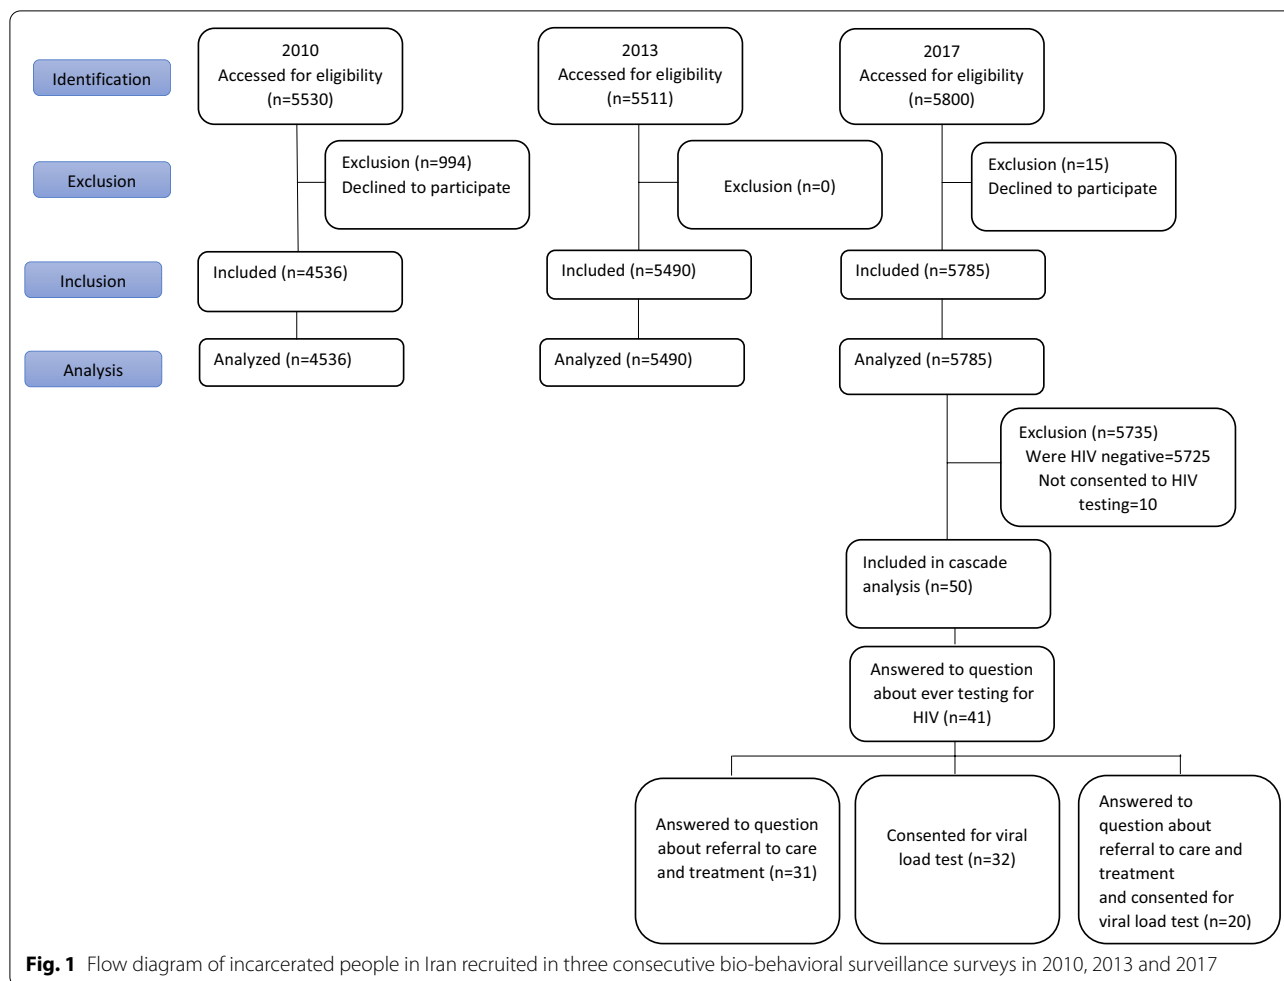 Identification
2010
Accessed for eligibility
(n=5530)
2013
Accessed for eligibility
(n=5511)
2017
Accessed for eligibility
(n=5800)
Exclusion
Exclusion (n=994)
Declined to participate
Exclusion (n=0)
Exclusion (n=15)
Declined to participate
Inclusion
Included (n=4536)
Included (n=5490)
Included (n=5785)
Analysis
Analyzed (n=4536)
Analyzed (n=5490)
Analyzed (n=5785)
Exclusion (n=5735)
Were HIV negative=5725
Not consented to HIV
testing=10
Included in cascade
analysis (n=50)
Answered to question
about ever testing for
HIV (n=41)
Answered to question
about referral to care
and treatment (n=31)
Consented for viral
load test (n=32)
Answered to
question about
referral to care and
treatment
and consented for
viral load test (n=20)
Fig. 1 Flow diagram of incarcerated people in Iran recruited in three consecutive bio-behavioral surveillance surveys in 2010, 2013 and 2017